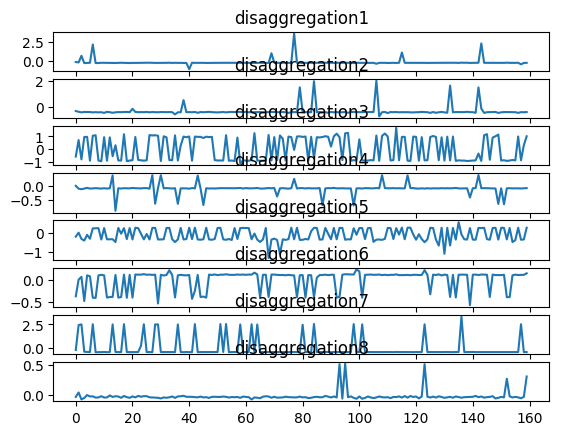 disaggregation1
2.5
0.0
disaggregation2
2
0
disaggregation3
1
0
−1
disaggregation4
0.0
−0.5
disaggregation5
0
−1
disaggregation6
0.0
−0.5
disaggregation7
2.5
0.0
disaggregation8
0.5
0.0
0 20 40 60 80 100 120 140 160